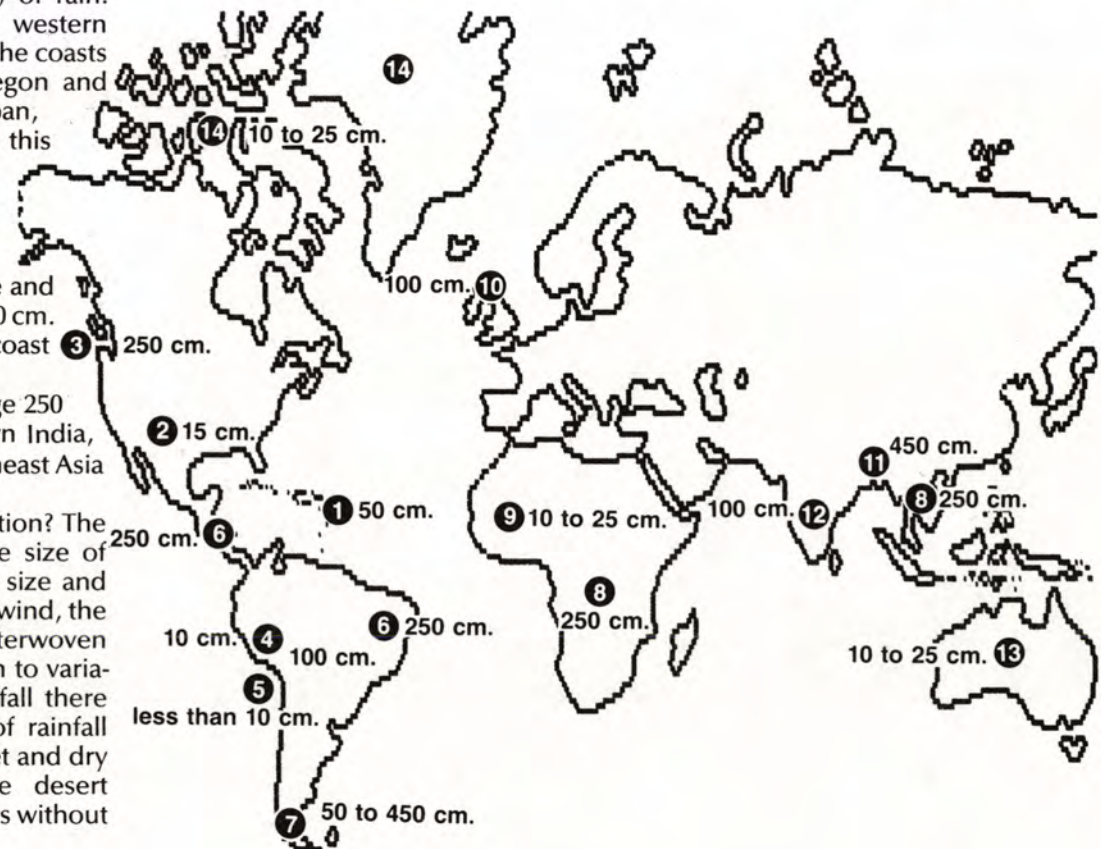 ) of rain.
western
he coasts
egon and
pan,
this
e and
0 cm.
coast
ge 250
rn India,
heast Asia
tion? The
e size of
size and
wind, the
terwoven
n to varia-
fall there
of rainfall
et and dry
e desert
s without
14
14 10 to 25 cm.
100 cm. 10
3 250 cm.
2 15 cm.
11 450 cm.
1 50 cm.
9 10 to 25 cm.
100 cm. 12
8 250 cm.
250 cm. 6
8
250 cm.
6 250 cm.
10 cm. 4
100 cm.
10 to 25 cm. 13
5
less than 10 cm.
7 50 to 450 cm.